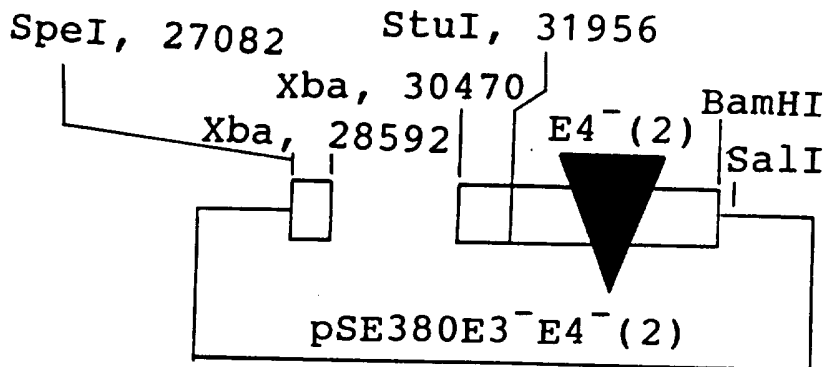 SpeI, 27082
StuI, 31956
Xba, 30470
Xba, 28592
E4⁻(2)
BamHI
SalI
pSE380E3⁻E4⁻(2)